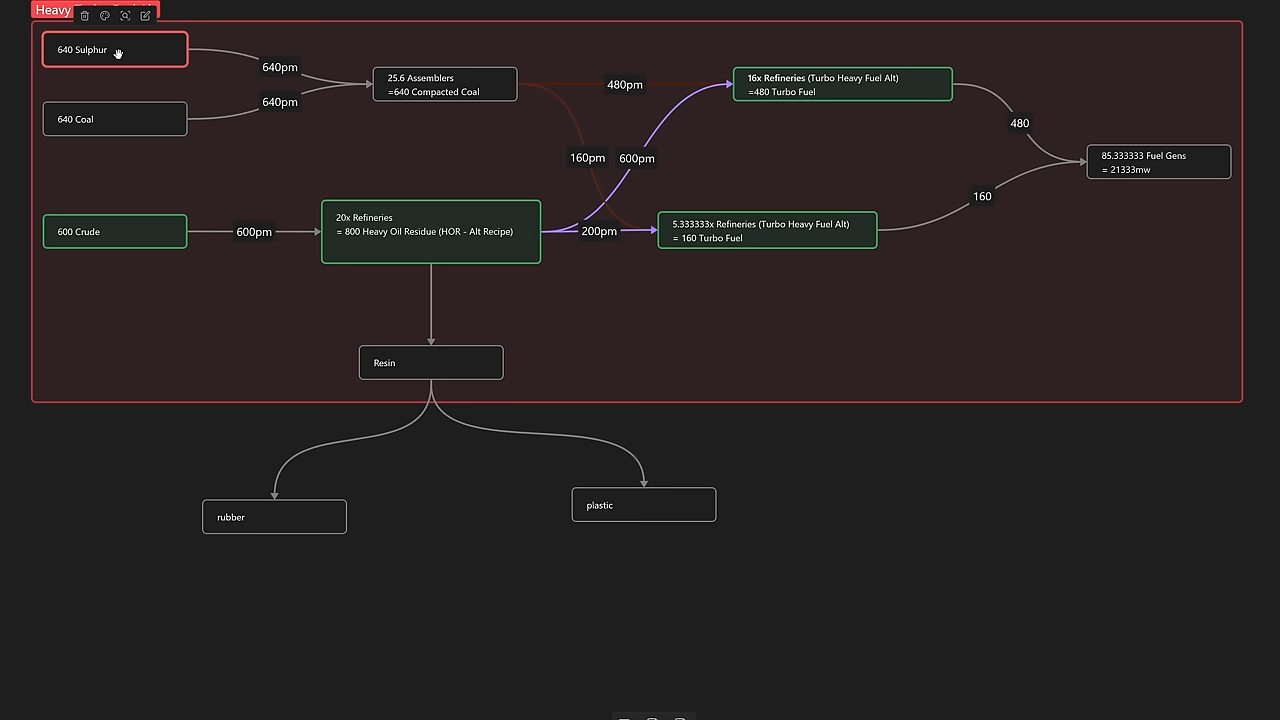 Heavy
640 Sulphur
640 Coal
640pm
640pm
25.6 Assemblers
=640 Compacted Coal
480pm
160pm
600pm
16x Refineries (Turbo Heavy Fuel Alt)
=480 Turbo Fuel
480
85.333333 Fuel Gens
= 21333mw
160
600 Crude
600pm
20x Refineries
= 800 Heavy Oil Residue (HOR - Alt Recipe)
200pm
5.333333x Refineries (Turbo Heavy Fuel Alt)
= 160 Turbo Fuel
Resin
rubber
plastic